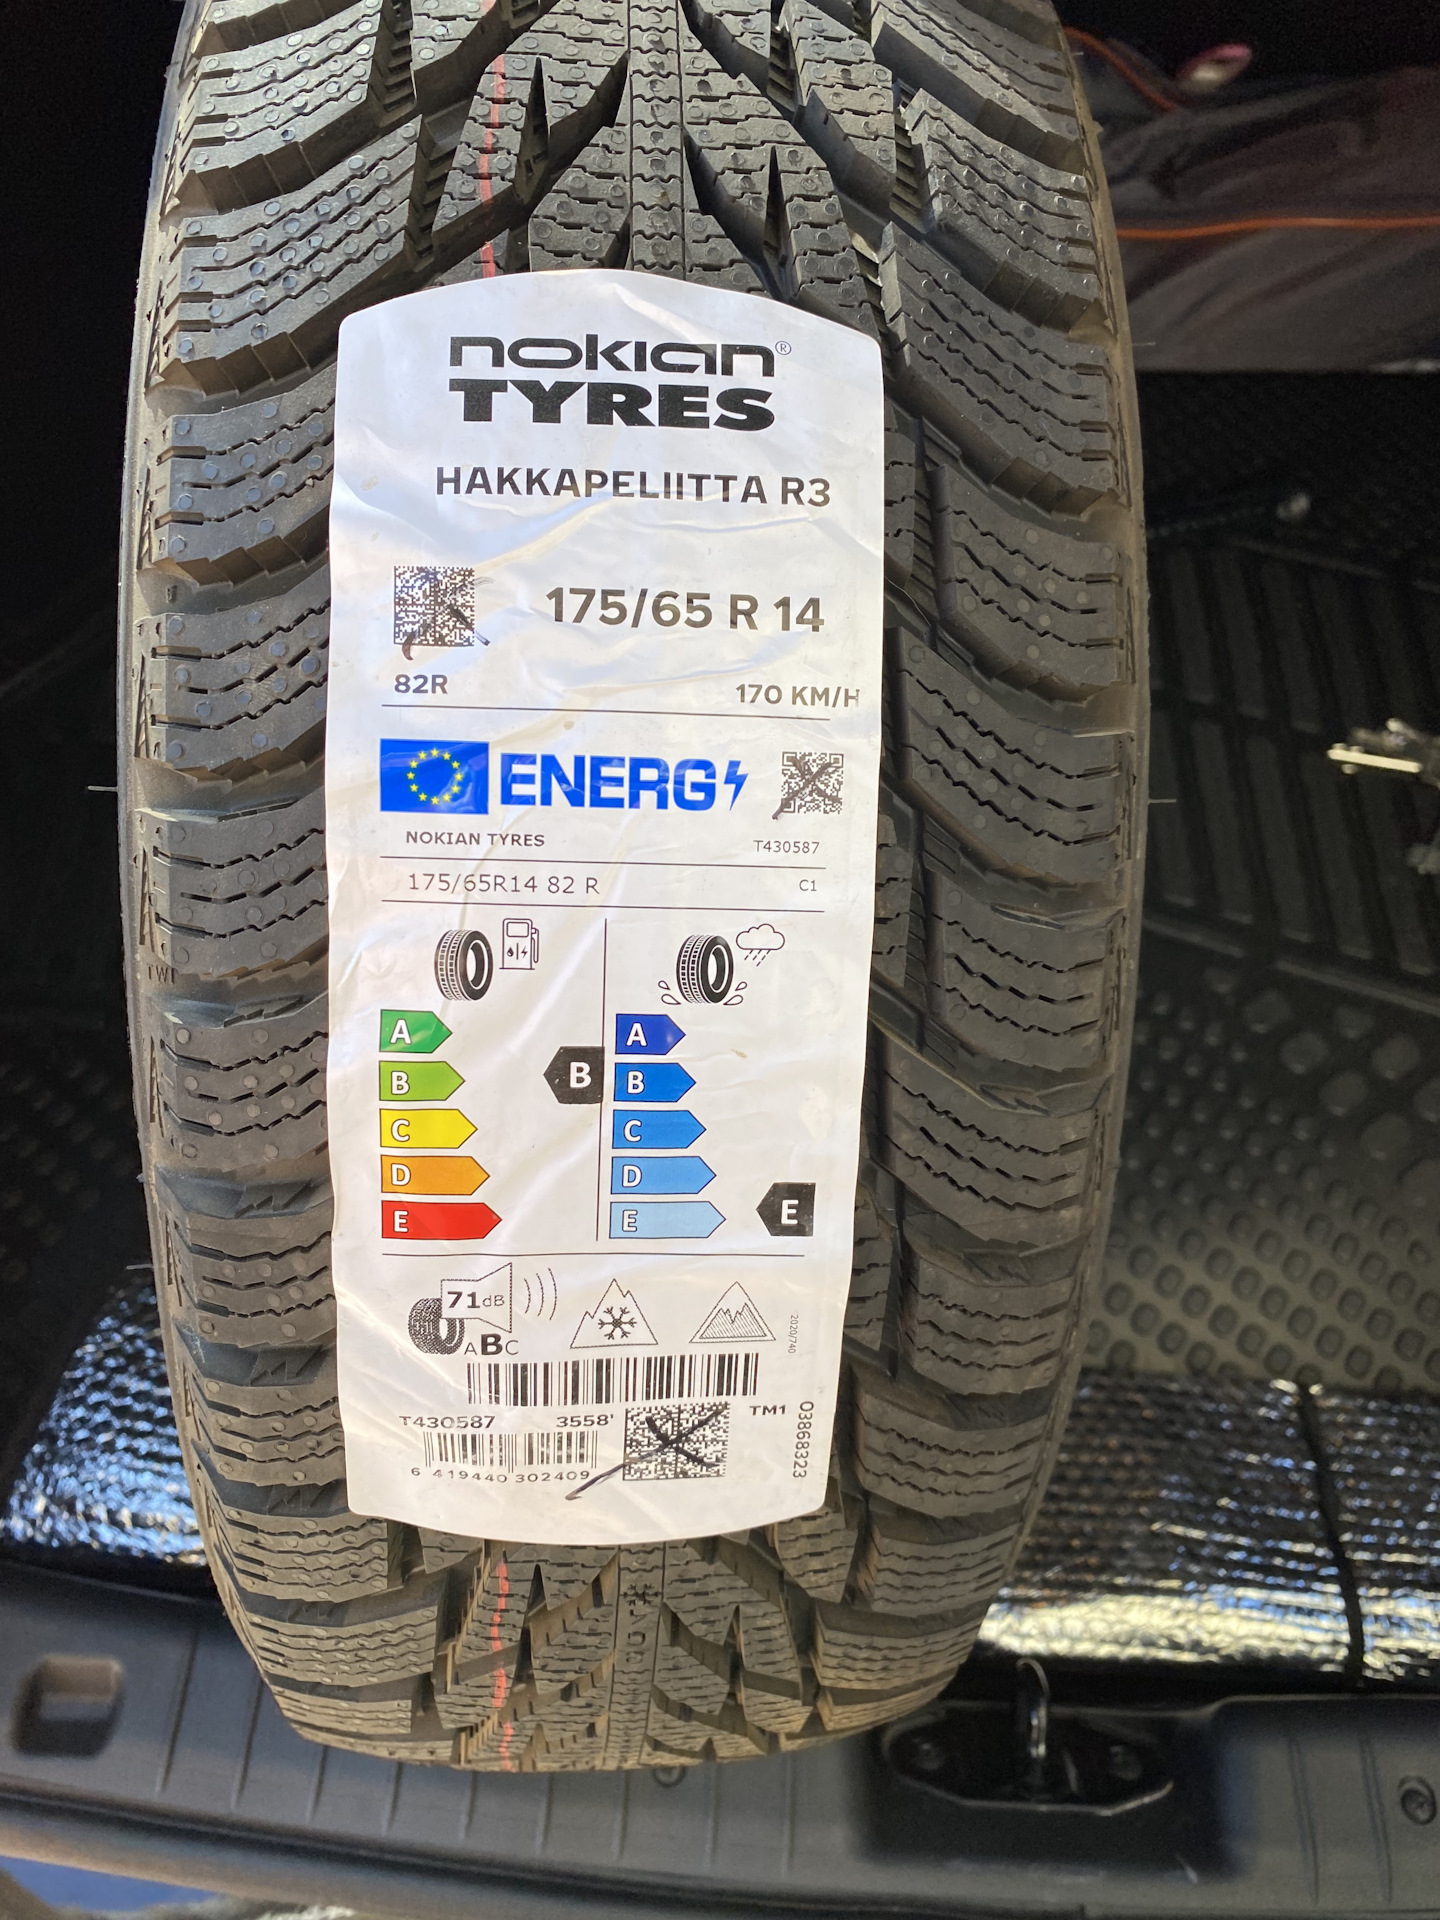 nokian®
TYRES
HAKKAPELIITTA R3
175/65 R 14
82R 170 KM/H
ENERG
NOKIAN TYRES T430587
175/65R14 82 R C1
A
B
C
D
E
B
A
B
C
D
E
E
71dB
ABC
2020/740
T430587 3558' TM1
6 419440 302409
03868323
TWI